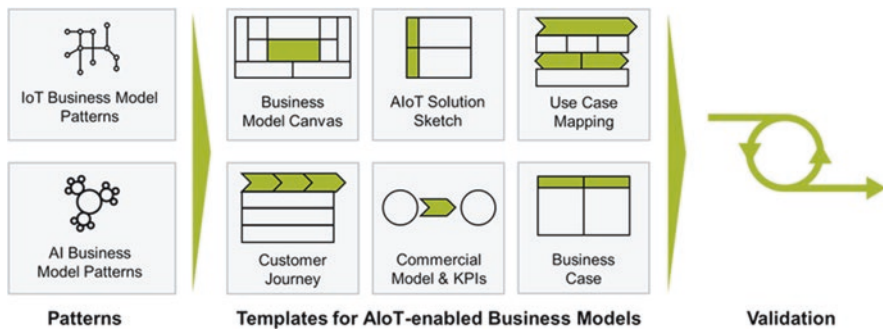 IoT Business Model
Patterns
Business
Model Canvas
AIoT Solution
Sketch
Use Case
Mapping
AI Business
Model Patterns
Customer
Journey
Commercial
Model & KPIs
Business
Case
Patterns
Templates for AIoT-enabled Business Models
Validation